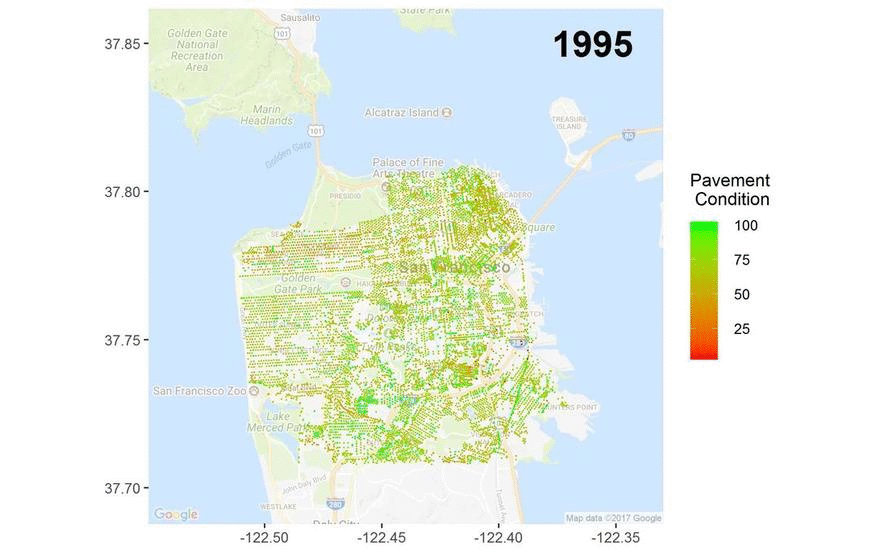 Sausalito
State Park
101
Golden Gate
National
Recreation
Area
1995
37.85
Marin
Headlands
Alcatraz Island
TREASURE
ISLAND
80
101
Golden Gate
Palace of Fine
Arts Theatre
PRESIDIO
37.80
Pavement
Condition
100
75
50
25
Square
San Francisco
Golden
Gate Park
37.75
San Francisco Zoo
Lake
Merced Park
HUNTERS POINT
John Daly Blvd
WESTLAKE
280
Daly City
Tunnel Ave
37.70
Google
Map data ©2017 Google
-122.50
-122.45
-122.40
-122.35